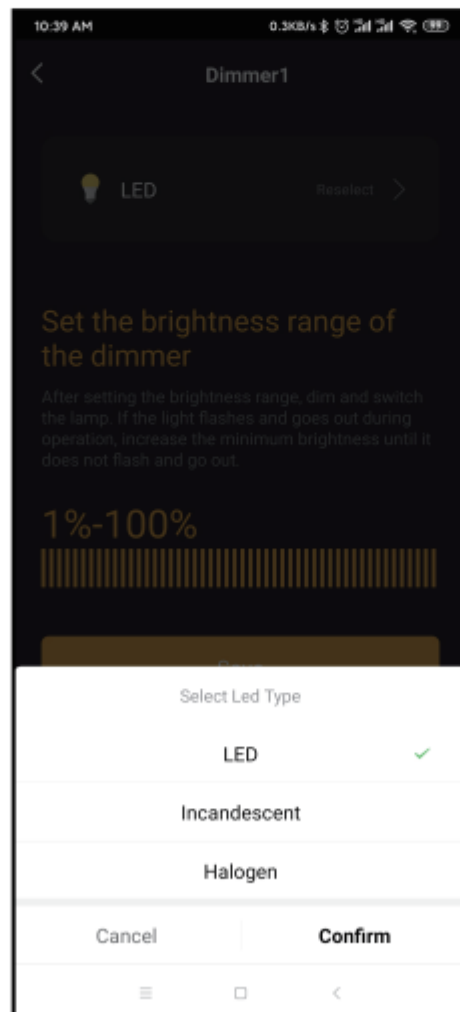 10:39 AM
0.3KB/s
99
Dimmer1
LED
Reselect
Set the brightness range of
the dimmer
After setting the brightness range, dim and switch
the lamp. If the light flashes and goes out during
operation, increase the minimum brightness until it
does not flash and go out.
1%-100%
Save
Select Led Type
LED
Incandescent
Halogen
Cancel
Confirm